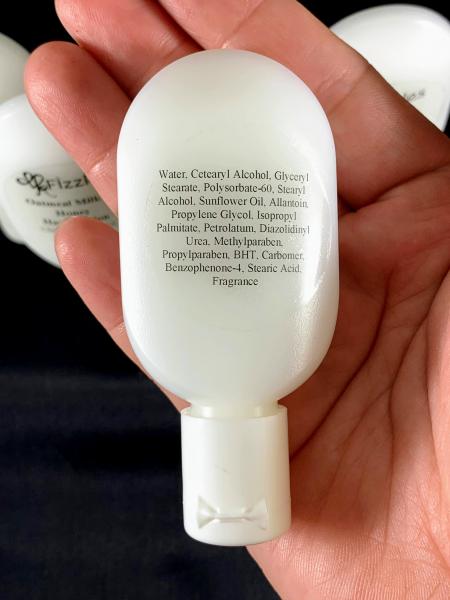 Water, Cetearyl Alcohol, Glyceryl
Stearate, Polysorbate-60, Stearyl
Alcohol, Sunflower Oil, Allantoin,
Propylene Glycol, Isopropyl
Palmitate, Petrolatum, Diazolidinyl
Urea, Methylparaben,
Propylparaben, BHT, Carbomer,
Benzophenone-4, Stearic Acid,
Fragrance
Oatmeal Milk
Honey